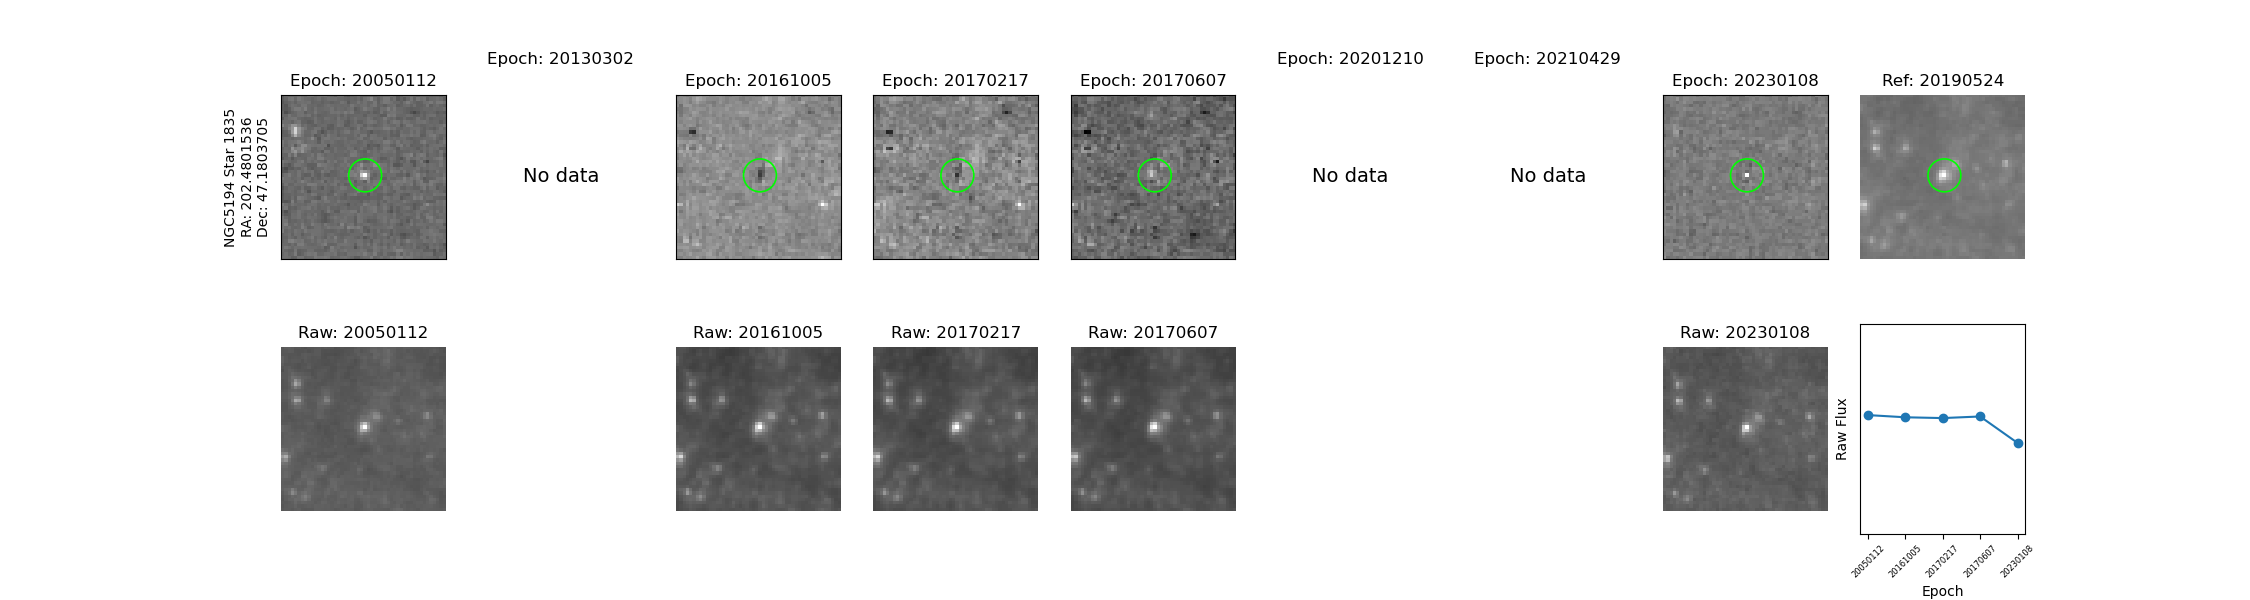 Epoch: 20050112
Epoch: 20130302
Epoch: 20161005
Epoch: 20170217
Epoch: 20170607
Epoch: 20201210
Epoch: 20210429
Epoch: 20230108
Ref: 20190524
NGC5194 Star 1835
RA: 202.4801536
Dec: 47.1803705
No data
No data
No data
Raw: 20050112
Raw: 20161005
Raw: 20170217
Raw: 20170607
Raw: 20230108
Raw Flux
20050112
20161005
20170217
20170607
20230108
Epoch